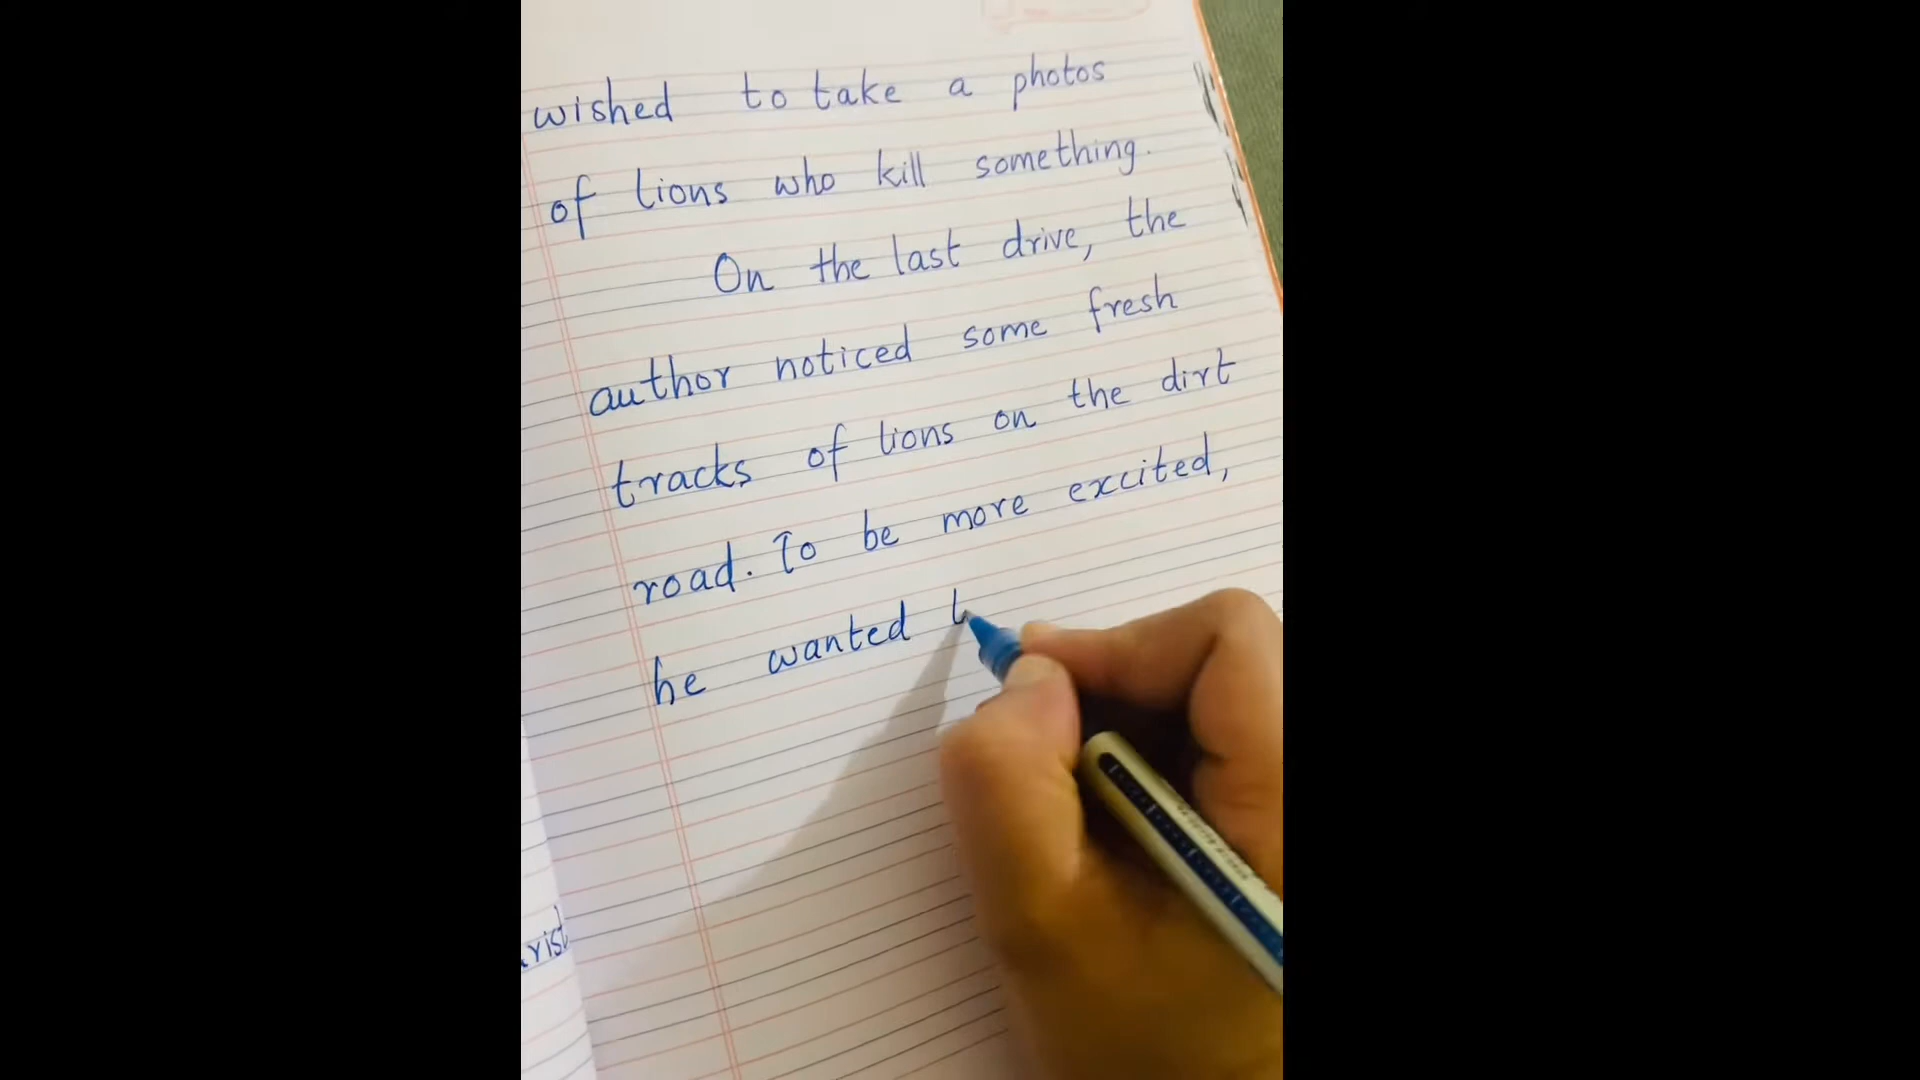 wished to take a photos
of lions who kill something.
On the last drive, the
author noticed some fresh
tracks of lions on the dirt
road. To be more excited,
he wanted